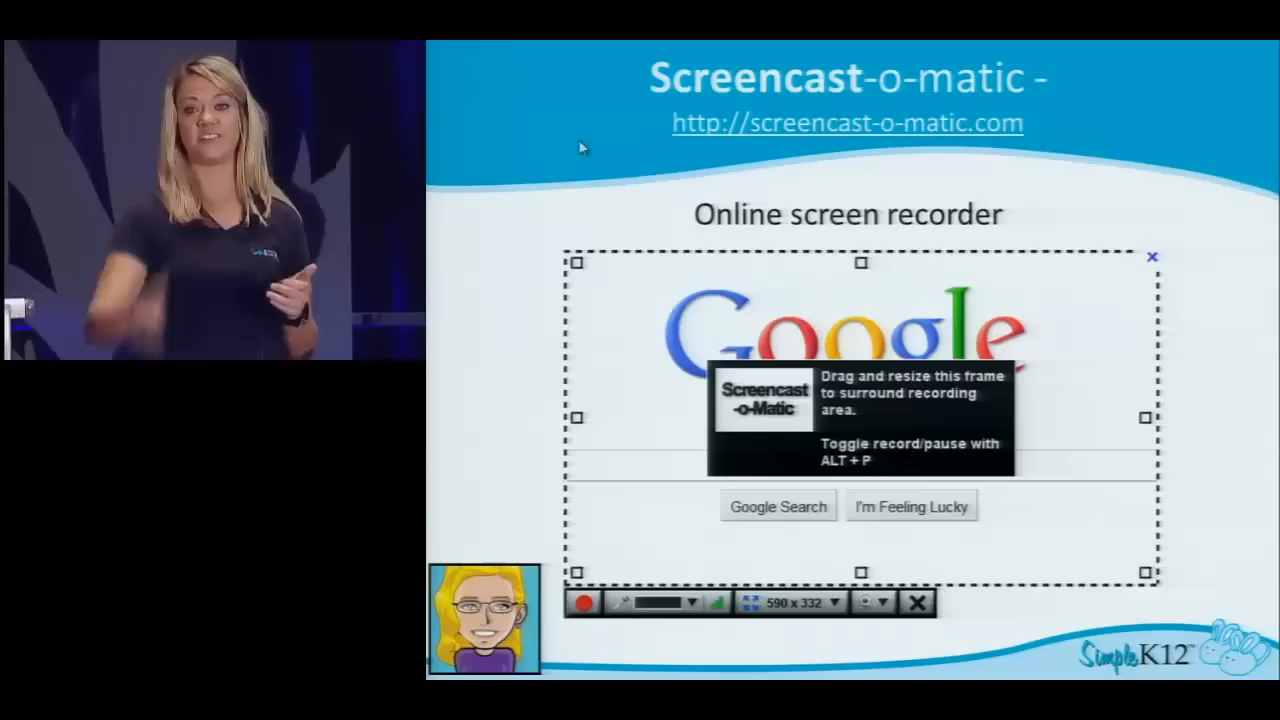 Screencast-o-matic -
http://screencast-o-matic.com
Online screen recorder
Google
Screencast
-o-Matic
Drag and resize this frame
to surround recording
area.
Toggle record/pause with
ALT + P
Google Search
I'm Feeling Lucky
590 x 332
SimpleK12™